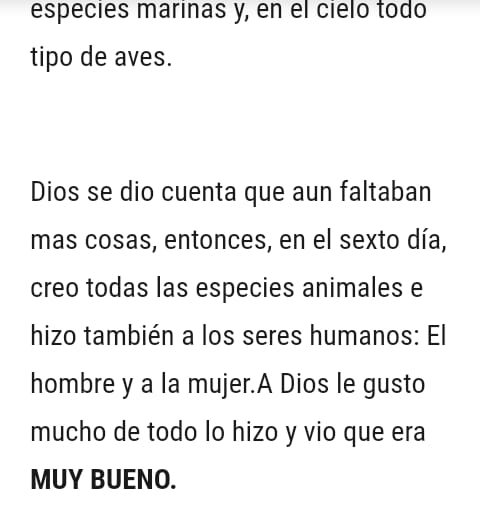 especies marinas y, en el cielo todo
tipo de aves.
Dios se dio cuenta que aun faltaban
mas cosas, entonces, en el sexto día,
creo todas las especies animales e
hizo también a los seres humanos: El
hombre y a la mujer.A Dios le gusto
mucho de todo lo hizo y vio que era
MUY BUENO.